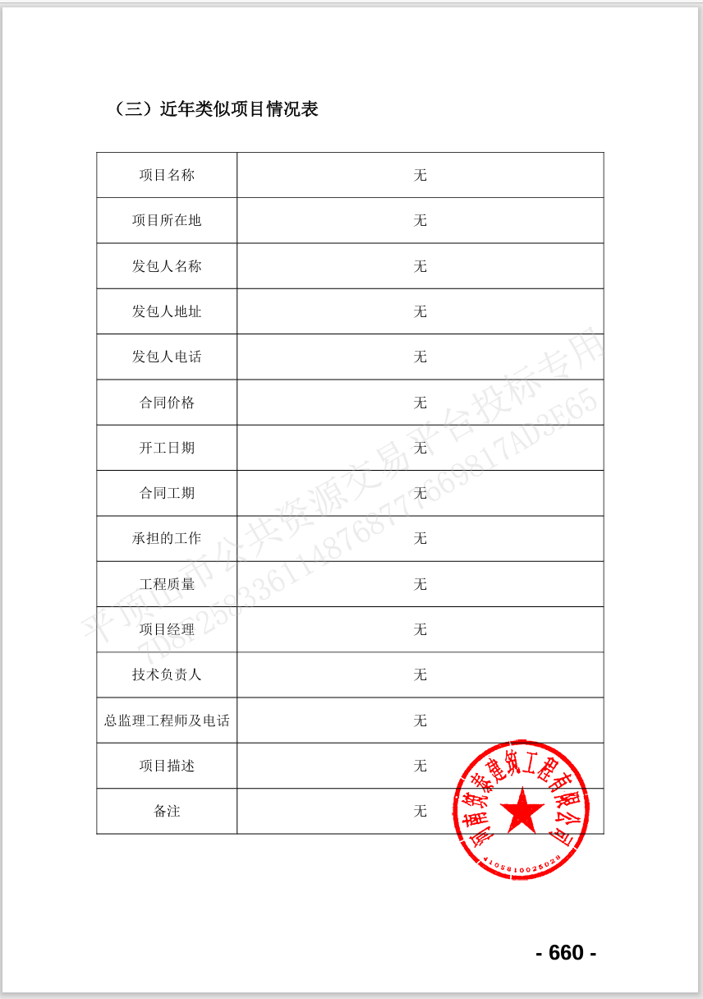 （三）近年类似项目情况表
项目名称 无
项目所在地 无
发包人名称 无
发包人地址 无
发包人电话 无
合同价格 无
开工日期 无
合同工期 无
承担的工作 无
工程质量 无
项目经理 无
技术负责人 无
总监理工程师及电话 无
项目描述 无
备注 无
平顶山市公共资源交易平台投标专用
7D8F2583361148768777669817AD3E65
河南筑泰建筑工程有限公司
4105810025028
- 660 -